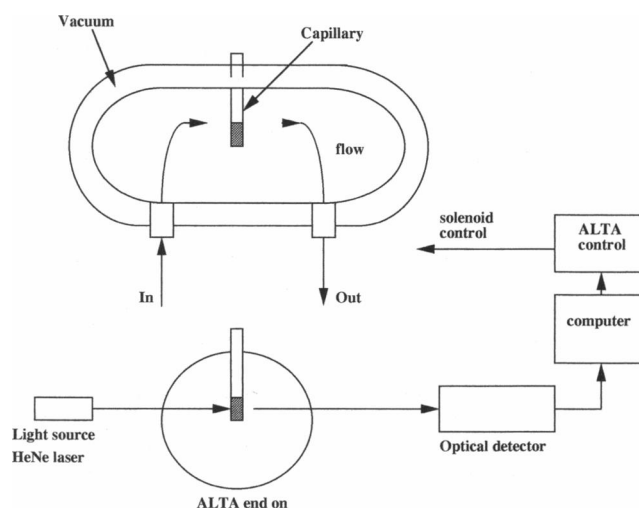 Vacuum
Capillary
flow
solenoid
control
ALTA
control
In
Out
computer
Light source
HeNe laser
Optical detector
ALTA end on